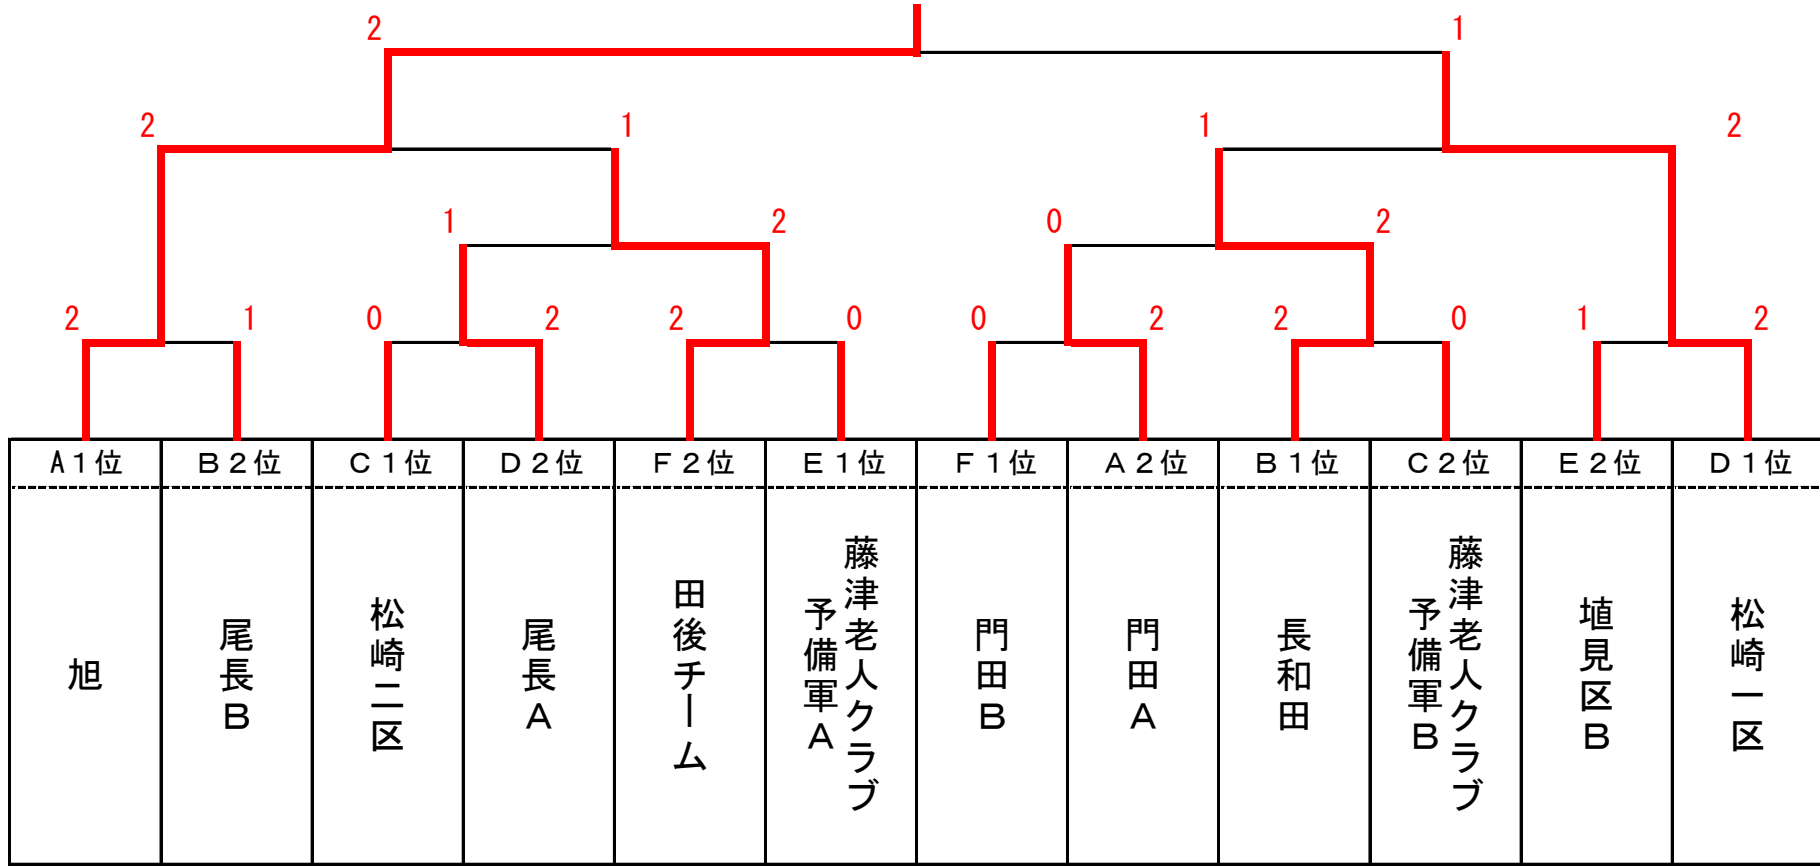 2
1
2
1
1
2
1
2
0
2
2
1
0
2
2
0
0
2
2
0
1
2
A1位
B2位
C1位
D2位
F2位
E1位
F1位
A2位
B1位
C2位
E2位
D1位
旭
尾長B
松崎二区
尾長A
田後チーム
藤津老人クラブ
予備軍A
門田B
門田A
長和田
藤津老人クラブ
予備軍B
埴見区B
松崎一区